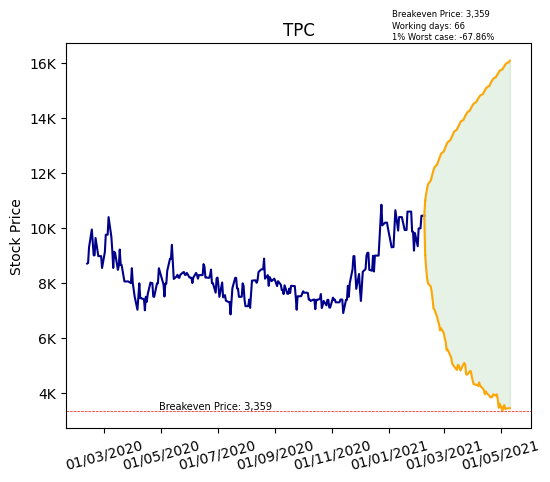 Breakeven Price: 3,359
Working days: 66
1% Worst case: -67.86%
TPC
Stock Price
16K
14K
12K
10K
8K
6K
4K
Breakeven Price: 3,359
01/03/2020
01/05/2020
01/07/2020
01/09/2020
01/11/2020
01/01/2021
01/03/2021
01/05/2021